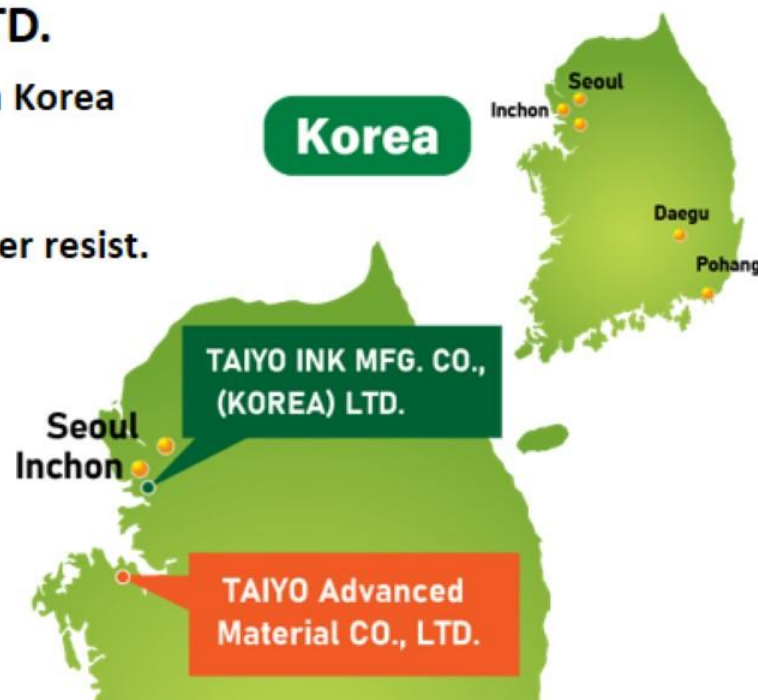 TD.
Korea
er resist.
Korea
Seoul
Inchon
Daegu
Pohang
TAIYO INK MFG. CO.,
(KOREA) LTD.
Seoul
Inchon
TAIYO Advanced
Material CO., LTD.